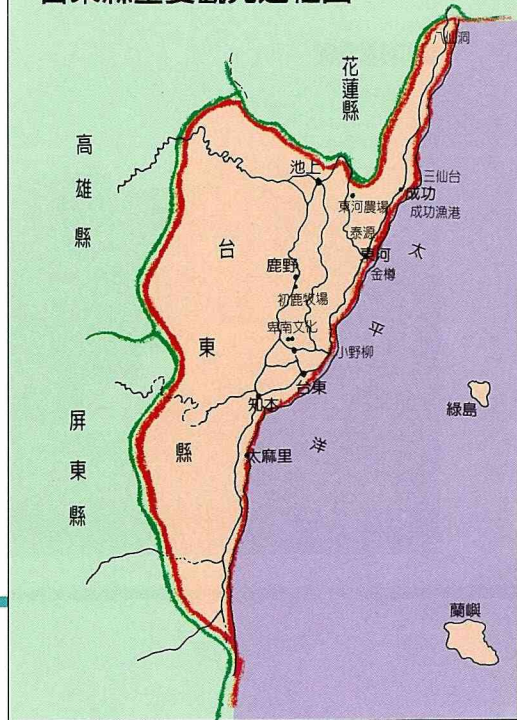 八仙洞
花蓮縣
高雄縣
池上
三仙台
成功
東河農場
成功漁港
泰源
東河
金樽
台東縣
鹿野
初鹿牧場
卑南文化
小野柳
台東
知本
太麻里
太平洋
綠島
屏東縣
蘭嶼